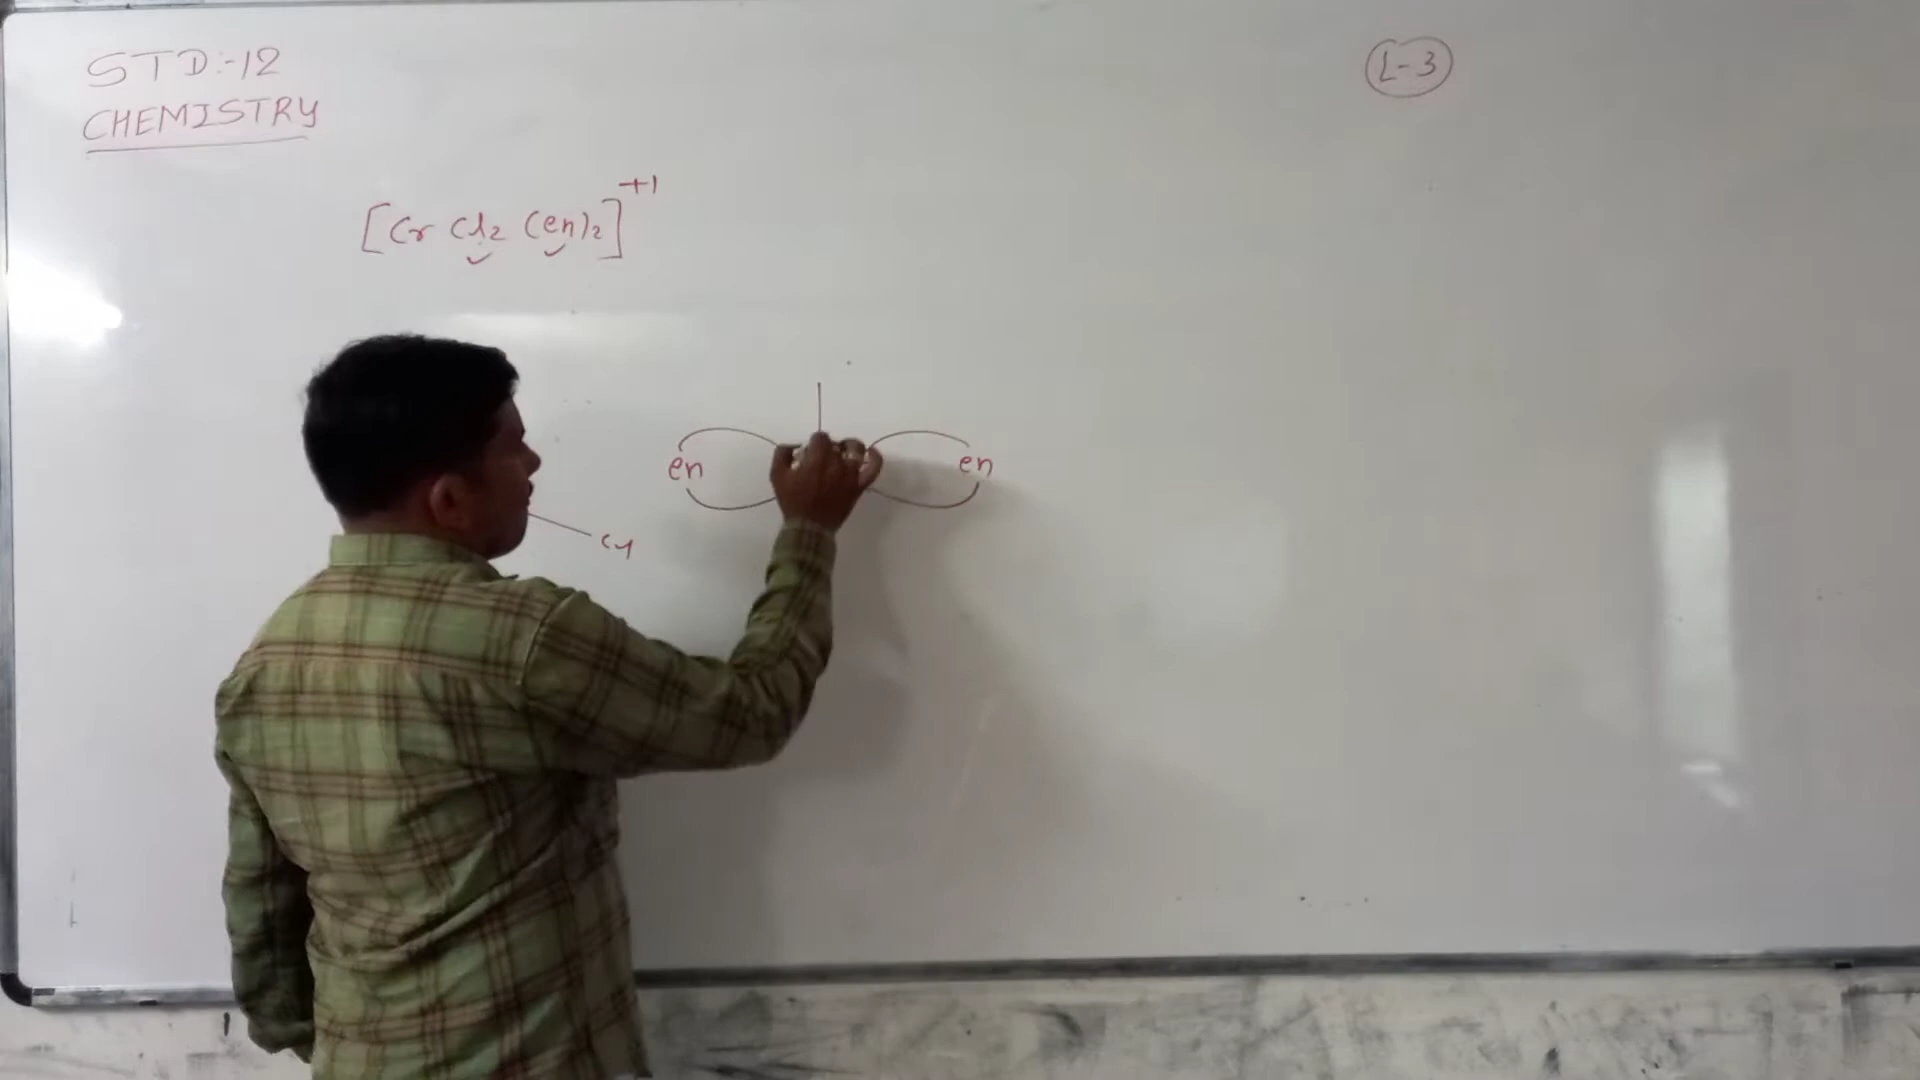 STD:-12
CHEMISTRY
L-3
[Cr Cl2 (en)2]+1
en
en
Cl